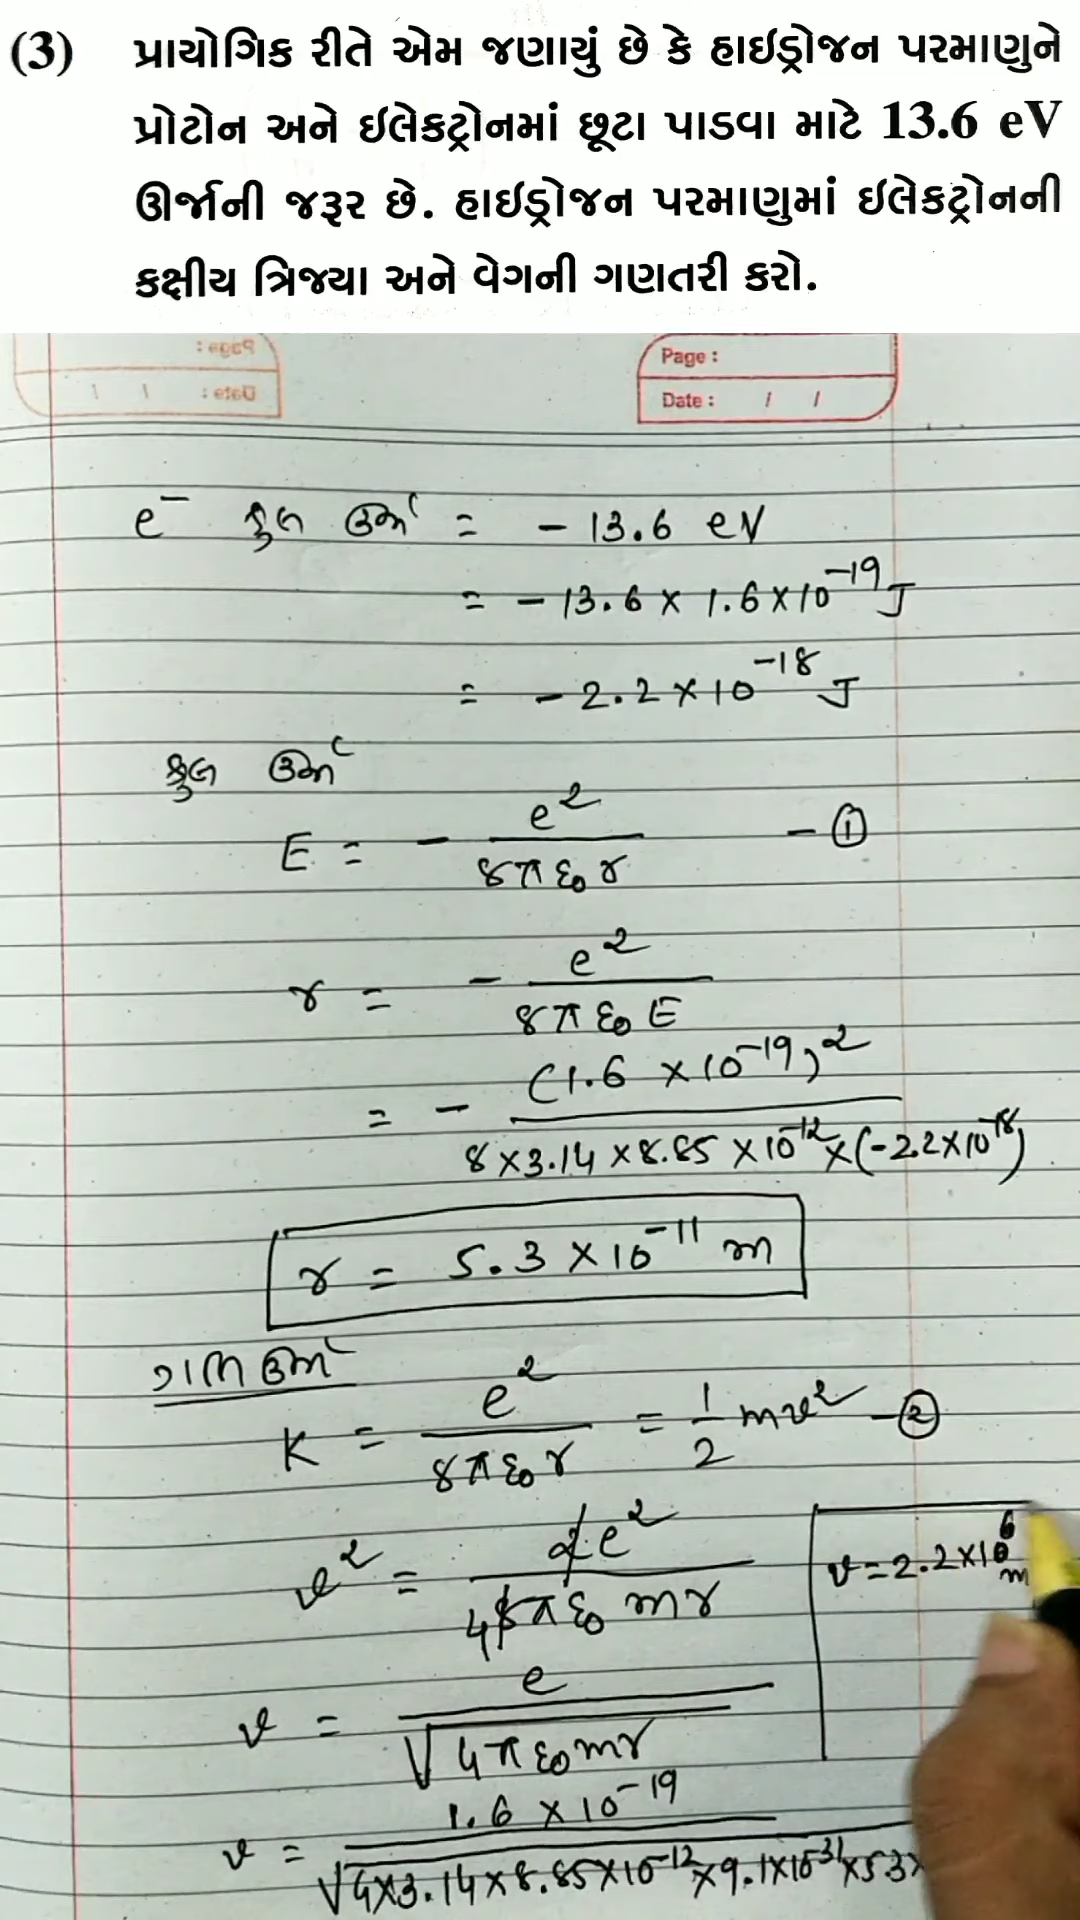 (3) પ્રાયોગિક રીતે એમ જણાયું છે કે હાઇડ્રોજન પરમાણુને
પ્રોટોન અને ઇલેક્ટ્રોનમાં છૂટા પાડવા માટે 13.6 eV
ઊર્જાની જરૂર છે. હાઇડ્રોજન પરમાણુમાં ઇલેક્ટ્રોનની
કક્ષીય ત્રિજ્યા અને વેગની ગણતરી કરો.
Page :
Date : / /
e⁻ કુલ ઊર્જા = - 13.6 eV
= - 13.6 × 1.6 × 10⁻¹⁹ J
= - 2.2 × 10⁻¹⁸ J
કુલ ઊર્જા
E = - e² / 8πε₀r - ①
r = - e² / 8πε₀E
= - (1.6 × 10⁻¹⁹)² / 8 × 3.14 × 8.85 × 10⁻¹² × (-2.2 × 10⁻¹⁸)
r = 5.3 × 10⁻¹¹ m
ગતિ ઊર્જા
K = e² / 8πε₀r = 1/2 mv² - ②
v² = 2e² / 4 8πε₀mr
v = 2.2 × 10⁶ m
v = e / √4πε₀mr
v = 1.6 × 10⁻¹⁹ / √4 × 3.14 × 8.85 × 10⁻¹² × 9.1 × 10⁻³¹ × 5.3 ×